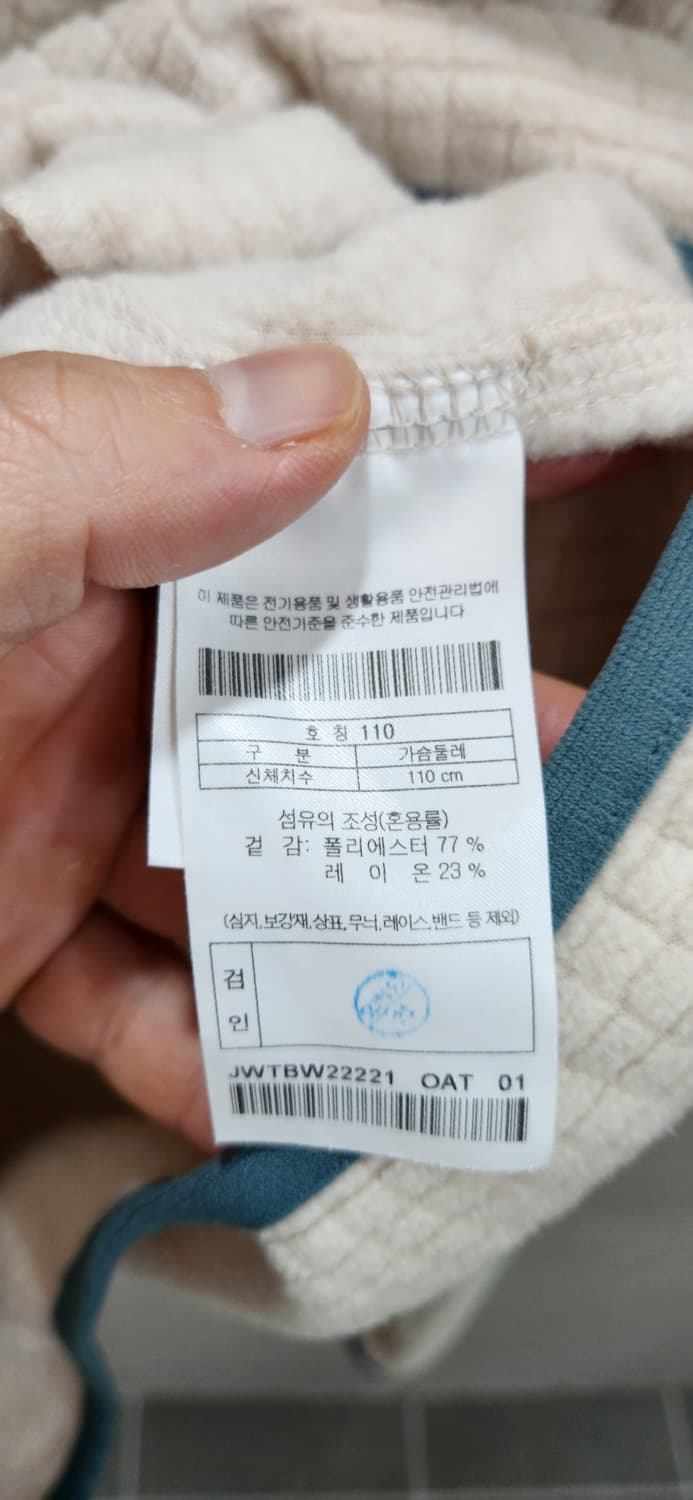 이 제품은 전기용품 및 생활용품 안전관리법에
따른 안전기준을 준수한 제품입니다
호 칭 110
구 분 가슴둘레
신체치수 110 cm
섬유의 조성(혼용률)
겉 감: 폴리에스터 77 %
레 이 온 23 %
(심지,보강재,상표,무늬,레이스,밴드 등 제외)
검
인
JWTBW22221 OAT 01